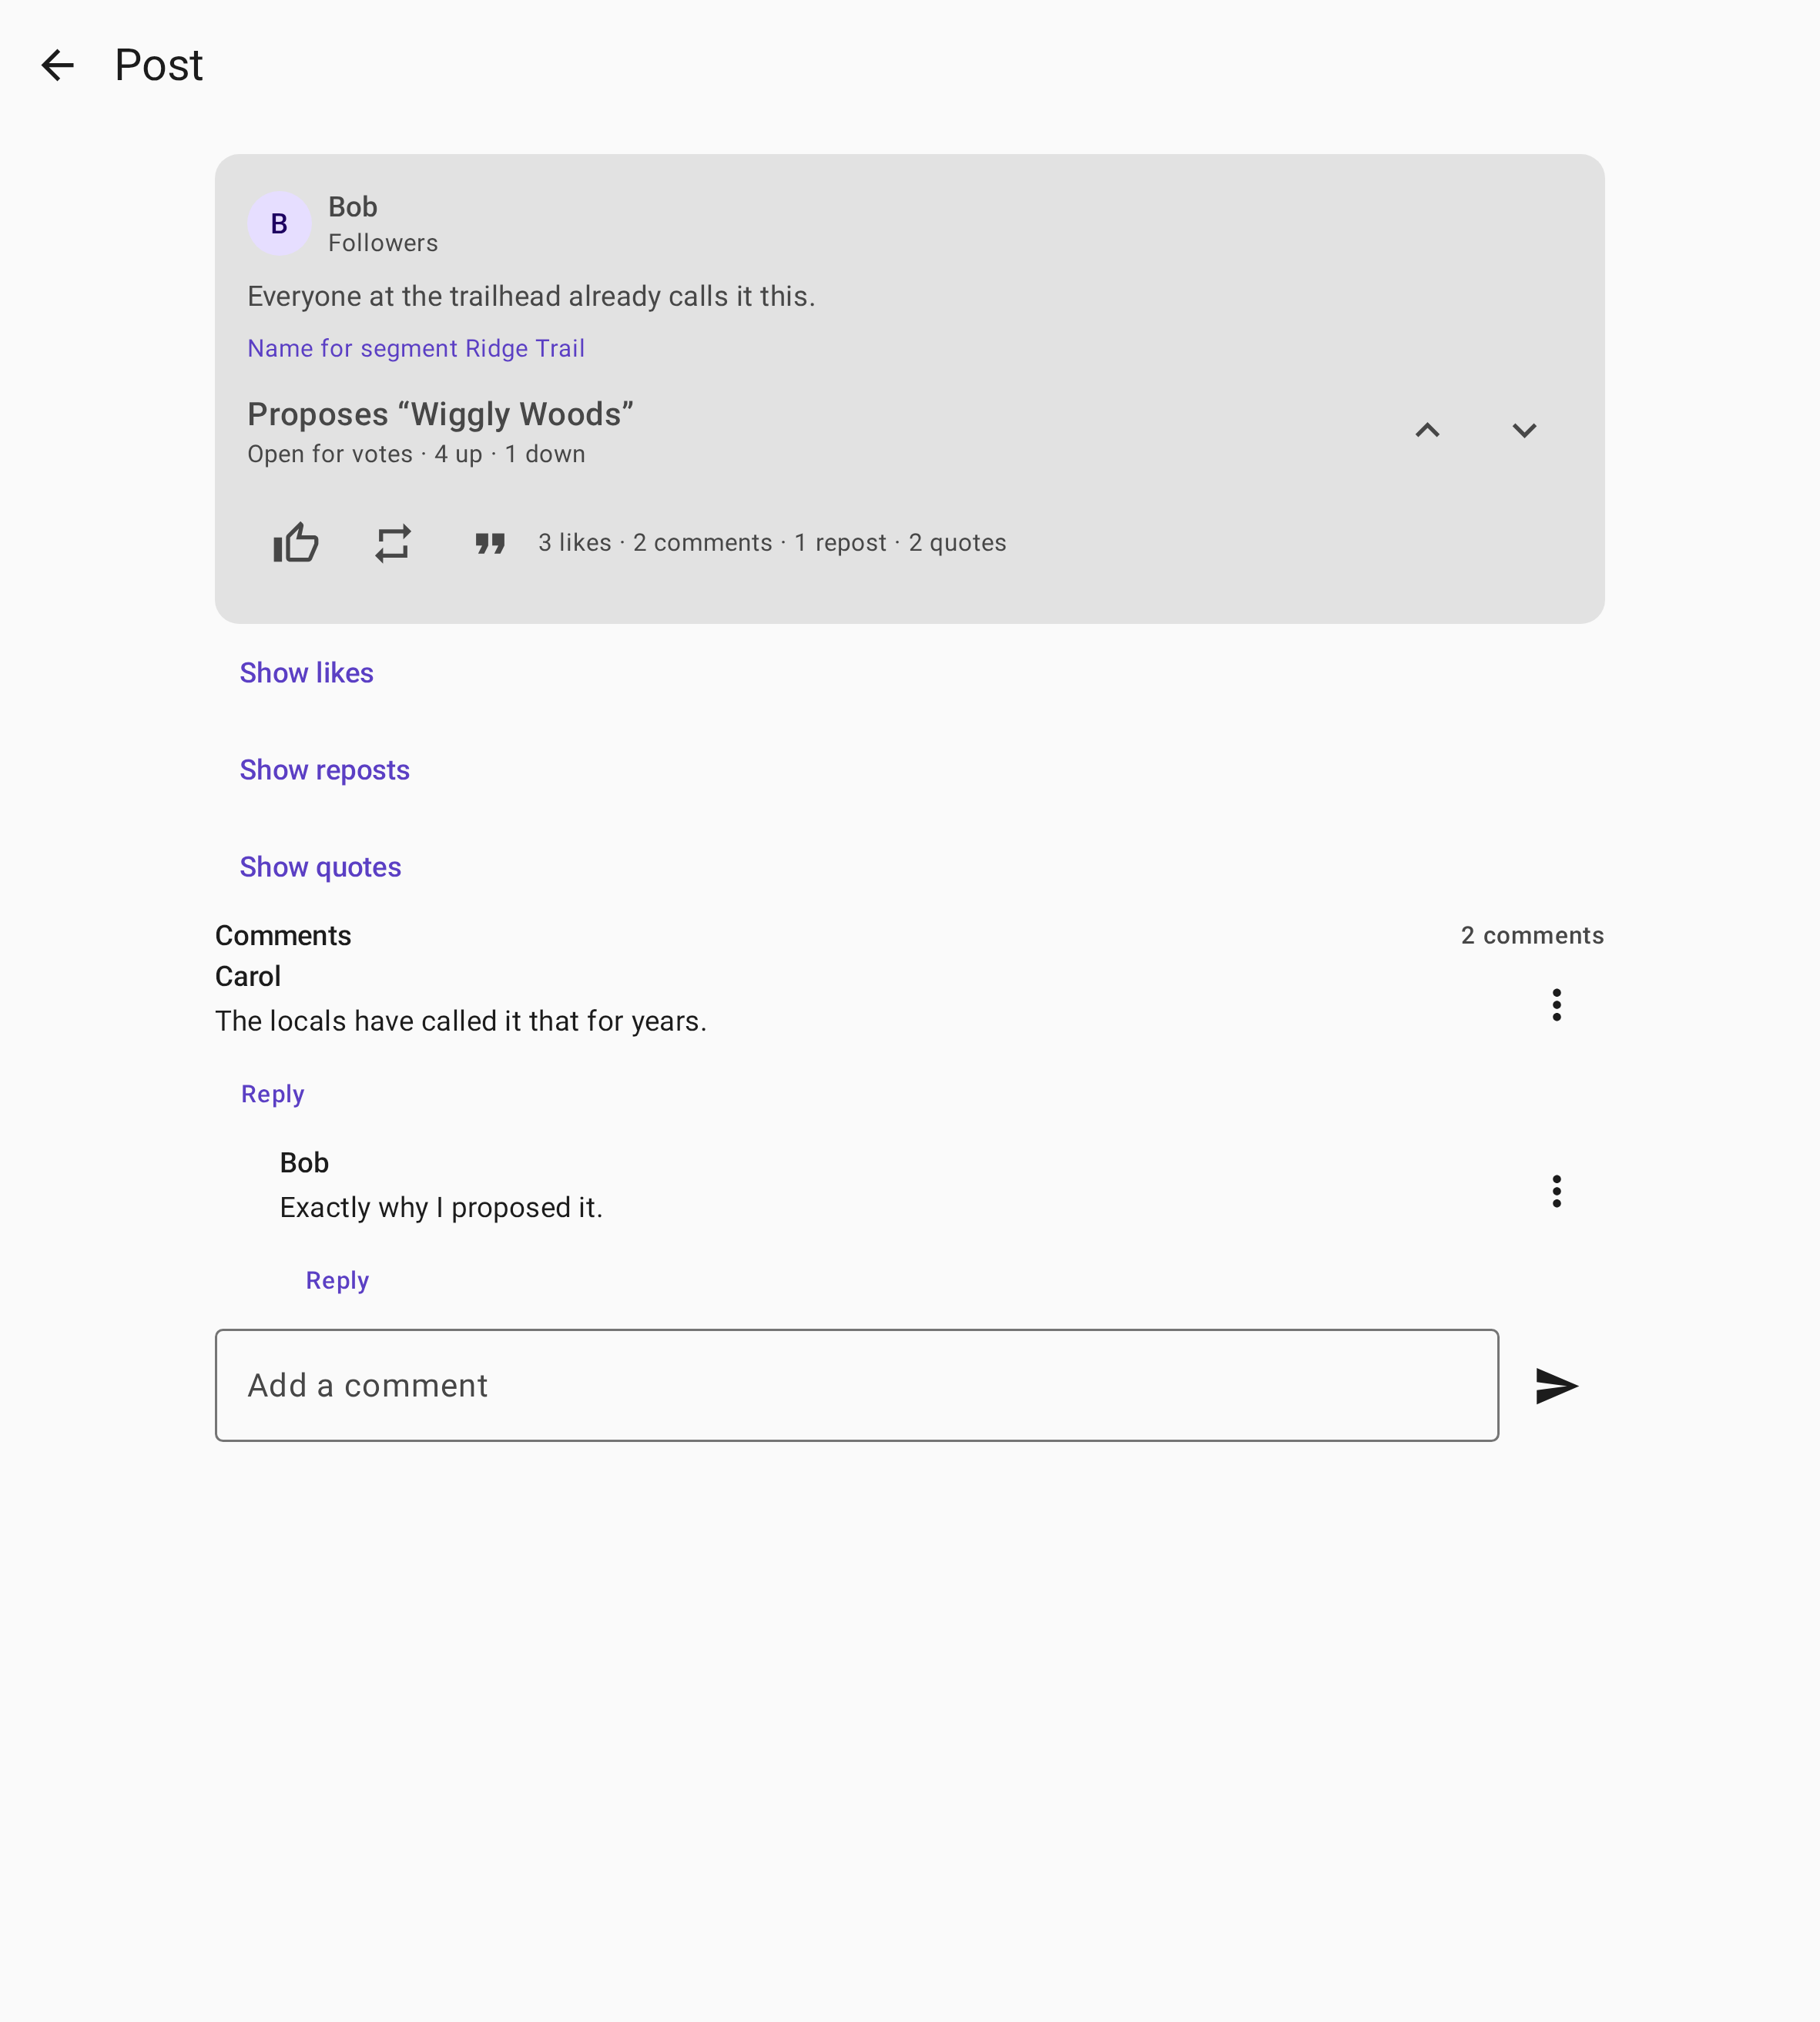 Post
B
Bob
Followers
Everyone at the trailhead already calls it this.
Name for segment Ridge Trail
Proposes “Wiggly Woods”
Open for votes · 4 up · 1 down
3 likes · 2 comments · 1 repost · 2 quotes
Show likes
Show reposts
Show quotes
Comments
2 comments
Carol
The locals have called it that for years.
Reply
Bob
Exactly why I proposed it.
Reply
Add a comment